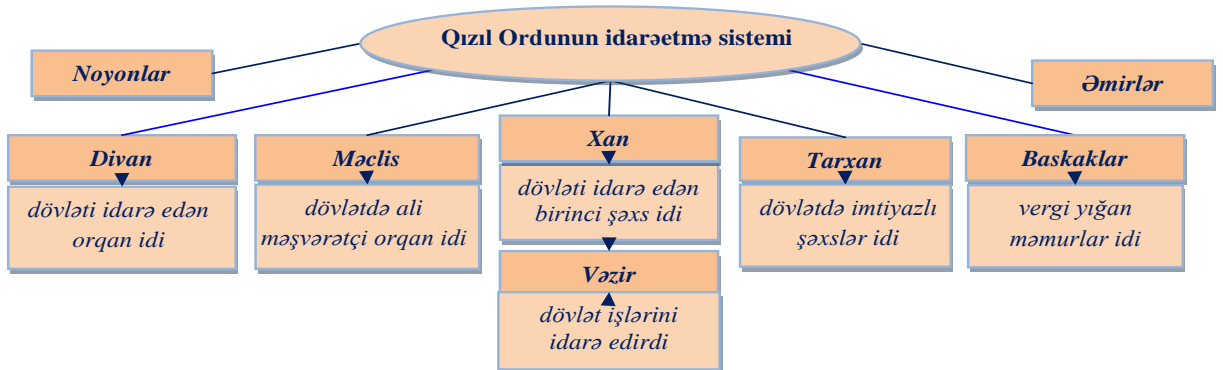 Qızıl Ordunun idarəetmə sistemi
Noyonlar
Əmirlər
Divan
dövləti idarə edən
orqan idi
Məclis
dövlətdə ali
məşvərətçi orqan idi
Xan
dövləti idarə edən
birinci şəxs idi
Vəzir
dövlət işlərini
idarə edirdi
Tarxan
dövlətdə imtiyazlı
şəxslər idi
Baskaklar
vergi yığan
məmurlar idi